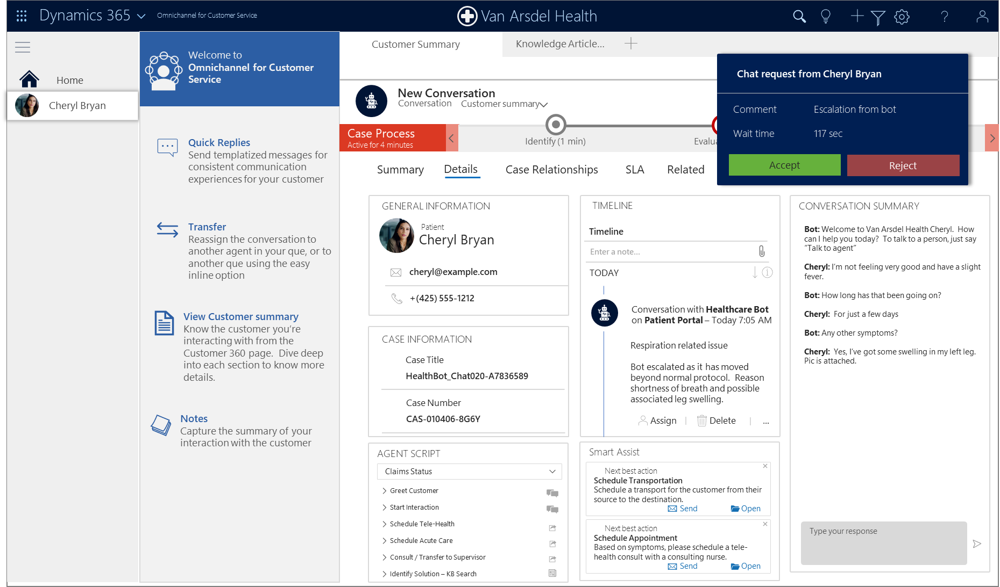 Dynamics 365
Omnichannel for Customer Service
Van Arsdel Health
?
Home
Cheryl Bryan
Welcome to
Omnichannel for Customer
Service
Quick Replies
Send templatized messages for
consistent communication
experiences for your customer
Transfer
Reassign the conversation to
another agent in your que, or to
another que using the easy
inline option
View Customer summary
Know the customer you're
interacting with from the
Customer 360 page.  Dive deep
into each section to know more
details.
Notes
Capture the summary of your
interaction with the customer
Customer Summary
Knowledge Article...
New Conversation
Conversation
Customer summary
Case Process
Active for 4 minutes
Identify (1 min)
Evalua
Chat request from Cheryl Bryan
Comment
Escalation from bot
Wait time
117 sec
Accept
Reject
Summary
Details
Case Relationships
SLA
Related
GENERAL INFORMATION
Patient
Cheryl Bryan
cheryl@example.com
+(425) 555-1212
CASE INFORMATION
Case Title
HealthBot_Chat020-A7836589
Case Number
CAS-010406-8G6Y
AGENT SCRIPT
Claims Status
Greet Customer
Start Interaction
Schedule Tele-Health
Schedule Acute Care
Consult / Transfer to Supervisor
Identify Solution – KB Search
TIMELINE
Timeline
Enter a note...
TODAY
Conversation with Healthcare Bot
on Patient Portal – Today 7:05 AM
Respiration related issue
Bot escalated as it has moved
beyond normal protocol.  Reason
shortness of breath and possible
associated leg swelling.
Assign
Delete
...
Smart Assist
Next best action
Schedule Transportation
Schedule a transport for the customer from their
source to the destination.
Send
Open
Next best action
Schedule Appointment
Based on symptoms, please schedule a tele-
health consult with a consulting nurse.
Send
Open
CONVERSATION SUMMARY
Bot: Welcome to Van Arsdel Health Cheryl.  How
can I help you today?  To talk to a person, just say
"Talk to agent"
Cheryl: I'm not feeling very good and have a slight
fever.
Bot: How long has that been going on?
Cheryl:  For just a few days
Bot: Any other symptoms?
Cheryl:  Yes, I've got some swelling in my left leg.
Pic is attached.
Type your response